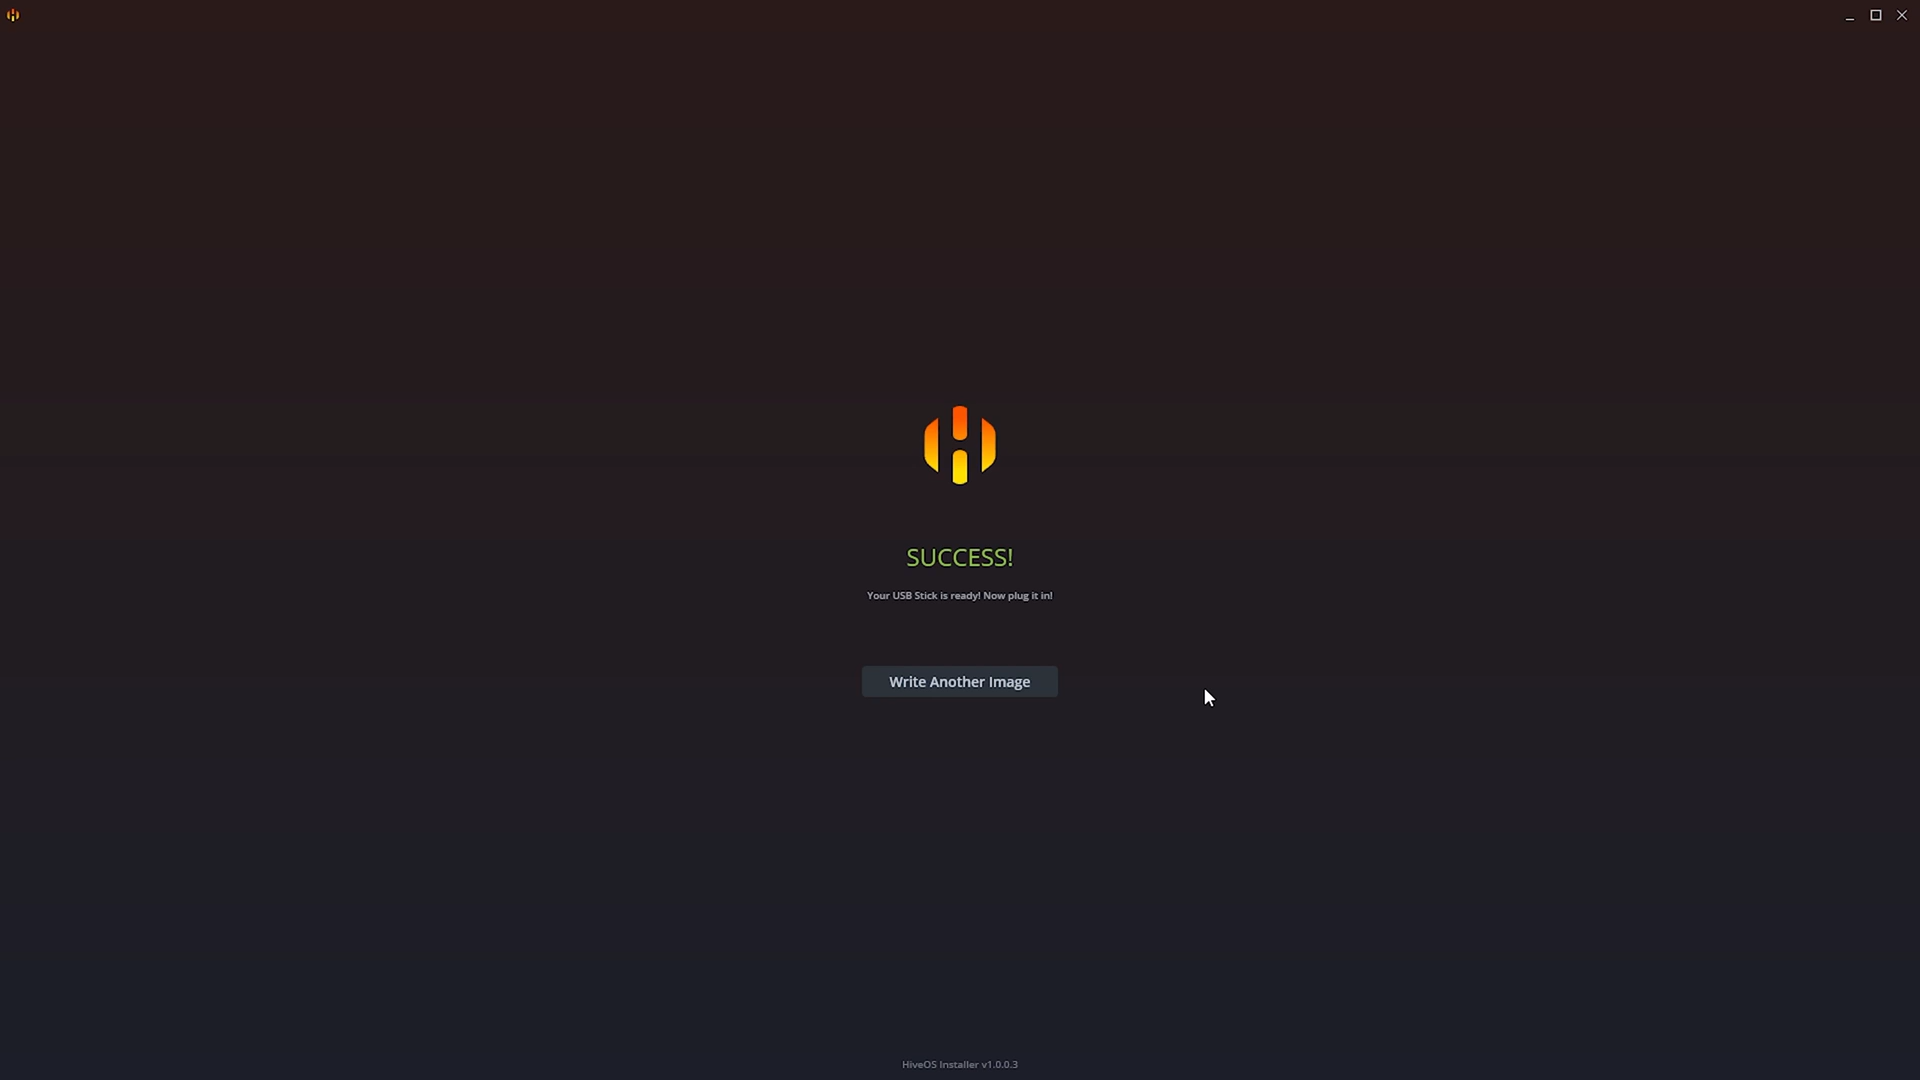 SUCCESS!
Your USB Stick is ready! Now plug it in!
Write Another Image
HiveOS Installer v1.0.0.3